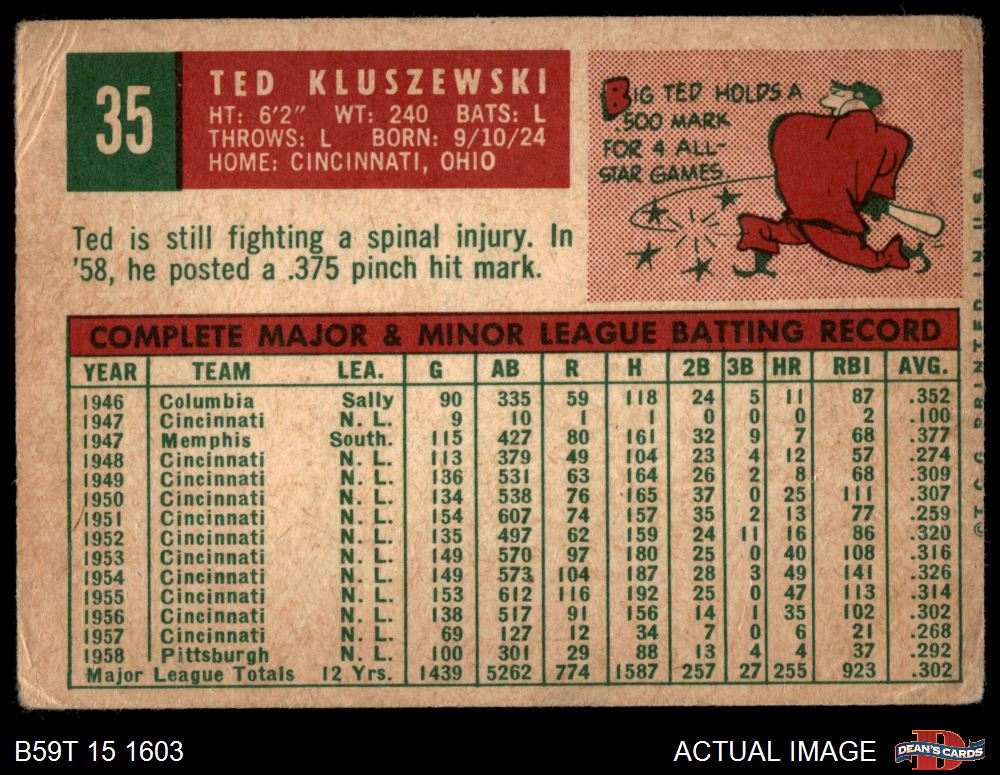 35
TED KLUSZEWSKI
HT: 6'2" WT: 240 BATS: L
THROWS: L BORN: 9/10/24
HOME: CINCINNATI, OHIO
BIG TED HOLDS A
.500 MARK
FOR 4 ALL-
STAR GAMES.
Ted is still fighting a spinal injury. In
'58, he posted a .375 pinch hit mark.
COMPLETE MAJOR & MINOR LEAGUE BATTING RECORD
YEAR TEAM LEA. G AB R H 2B 3B HR RBI AVG.
1946 Columbia Sally 90 335 59 118 24 5 11 87 .352
1947 Cincinnati N. L. 9 10 1 1 0 0 0 2 .100
1947 Memphis South. 115 427 80 161 32 9 7 68 .377
1948 Cincinnati N. L. 113 379 49 104 23 4 12 57 .274
1949 Cincinnati N. L. 136 531 63 164 26 2 8 68 .309
1950 Cincinnati N. L. 134 538 76 165 37 0 25 111 .307
1951 Cincinnati N. L. 154 607 74 157 35 2 13 77 .259
1952 Cincinnati N. L. 135 497 62 159 24 11 16 86 .320
1953 Cincinnati N. L. 149 570 97 180 25 0 40 108 .316
1954 Cincinnati N. L. 149 573 104 187 28 3 49 141 .326
1955 Cincinnati N. L. 153 612 116 192 25 0 47 113 .314
1956 Cincinnati N. L. 138 517 91 156 14 1 35 102 .302
1957 Cincinnati N. L. 69 127 12 34 7 0 6 21 .268
1958 Pittsburgh N. L. 100 301 29 88 13 4 4 37 .292
Major League Totals 12 Yrs. 1439 5262 774 1587 257 27 255 923 .302
© T.C.G. PRINTED IN U.S.A.
B59T 15 1603
ACTUAL IMAGE
DEAN'S CARDS